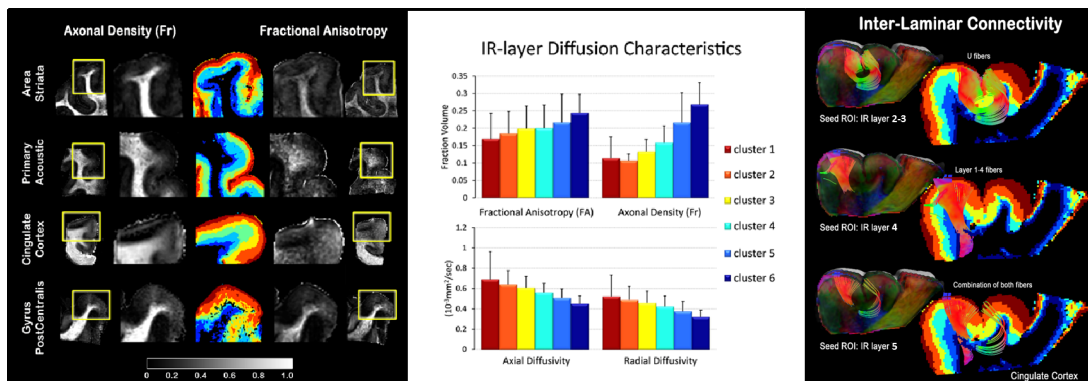 Axonal Density (Fr)
Fractional Anisotropy
Area
Striata
Primary
Acoustic
Cingulate
Cortex
Gyrus
PostCentralis
0 0.2 0.4 0.6 0.8 1.0
IR-layer Diffusion Characteristics
Fraction Volume
0.35
0.3
0.25
0.2
0.15
0.1
0.05
0
Fractional Anisotropy (FA)
Axonal Density (Fr)
cluster 1
cluster 2
cluster 3
cluster 4
cluster 5
cluster 6
(10⁻³mm²/sec)
1.2
1
0.8
0.6
0.4
0.2
0
Axial Diffusivity
Radial Diffusivity
Inter-Laminar Connectivity
U fibers
Seed ROI: IR layer 2-3
Layer 1-4 fibers
Seed ROI: IR layer 4
Combination of both fibers
Seed ROI: IR layer 5
Cingulate Cortex